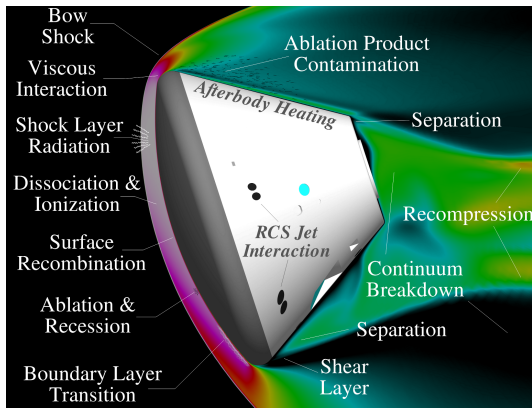 Bow
Shock
Viscous
Interaction
Shock Layer
Radiation
Dissociation &
Ionization
Surface
Recombination
Ablation &
Recession
Boundary Layer
Transition
Ablation Product
Contamination
Afterbody Heating
Separation
RCS Jet
Interaction
Recompression
Continuum
Breakdown
Separation
Shear
Layer